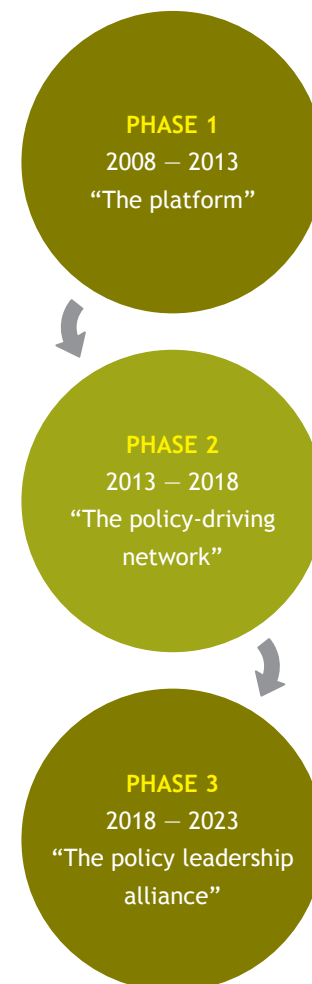 PHASE 1
2008 — 2013
“The platform”
PHASE 2
2013 — 2018
“The policy-driving
network”
PHASE 3
2018 — 2023
“The policy leadership
alliance”